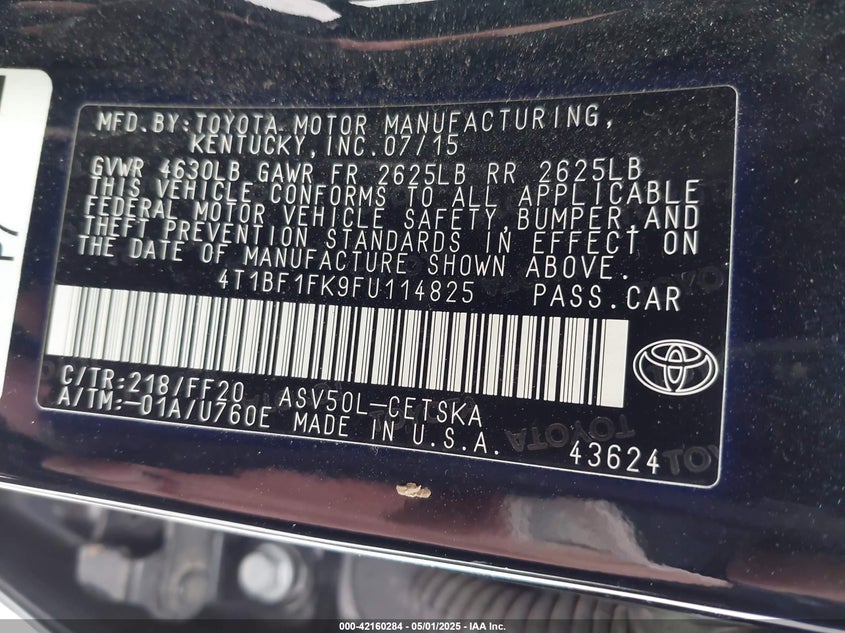 MFD.BY:TOYOTA MOTOR MANUFACTURING,
KENTUCKY,INC.07/15
GVWR 4630LB GAWR FR 2625LB RR 2625LB
THIS VEHICLE CONFORMS TO ALL APPLICABLE
FEDERAL MOTOR VEHICLE SAFETY,BUMPER,AND
THEFT PREVENTION STANDARDS IN EFFECT ON
THE DATE OF MANUFACTURE SHOWN ABOVE.
4T1BF1FK9FU114825 PASS.CAR
C/TR:218/FF20 ASV50L-CETSKA
A/TM:-01A/U760E MADE IN U.S.A.
43624
TOYOTA
000-42160284 - 05/01/2025 - IAA Inc.